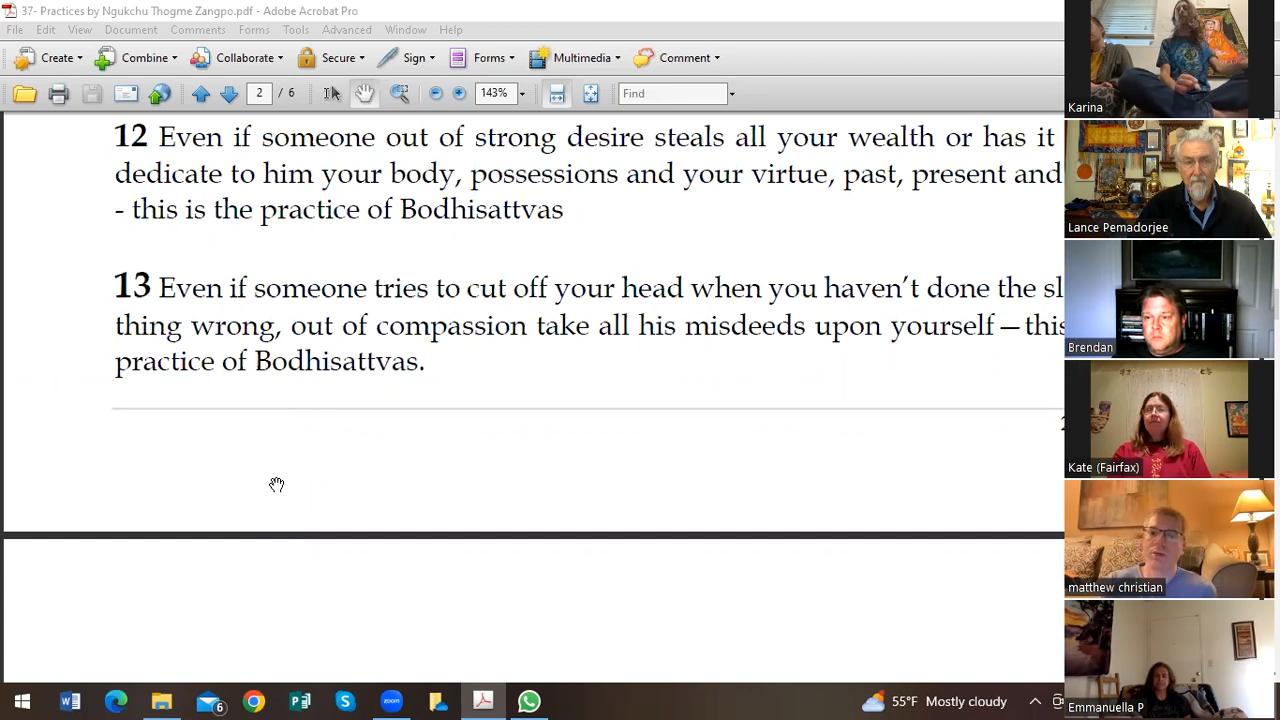 37- Practices by Ngukchu Thogme Zangpo.pdf - Adobe Acrobat Pro
File Edit View Document Comments Forms Tools Advanced Window Help
Create Combine Collaborate Secure Sign Forms Multimedia Comment
2 / 6 143% Find
12 Even if someone out of strong desire steals all your wealth or has it
dedicate to him your body, possessions and your virtue, past, present and
- this is the practice of Bodhisattvas
13 Even if someone tries to cut off your head when you haven't done the sl
thing wrong, out of compassion take all his misdeeds upon yourself—this
practice of Bodhisattvas.
Karina
Lance Pemadorjee
Brendan
Kate (Fairfax)
matthew christian
Emmanuella P
6 zoom 55°F Mostly cloudy